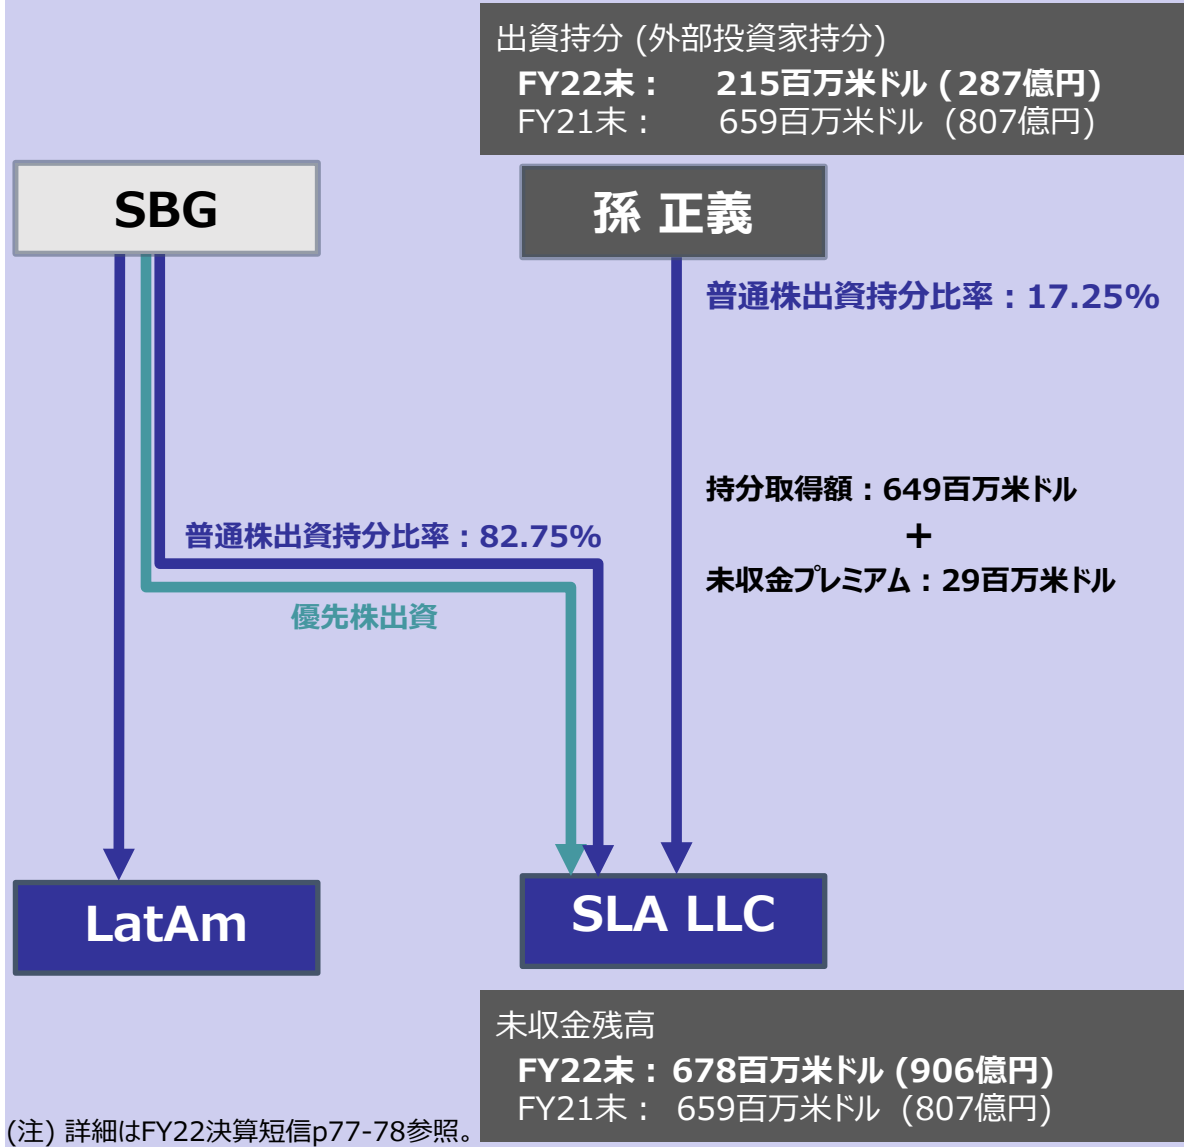 出資持分 (外部投資家持分)
FY22末： 215百万米ドル (287億円)
FY21末： 659百万米ドル (807億円)
SBG
孫 正義
普通株出資持分比率：17.25%
持分取得額：649百万米ドル
+
未収金プレミアム：29百万米ドル
普通株出資持分比率：82.75%
優先株出資
LatAm
SLA LLC
未収金残高
FY22末：678百万米ドル (906億円)
FY21末： 659百万米ドル (807億円)
(注) 詳細はFY22決算短信p77-78参照。